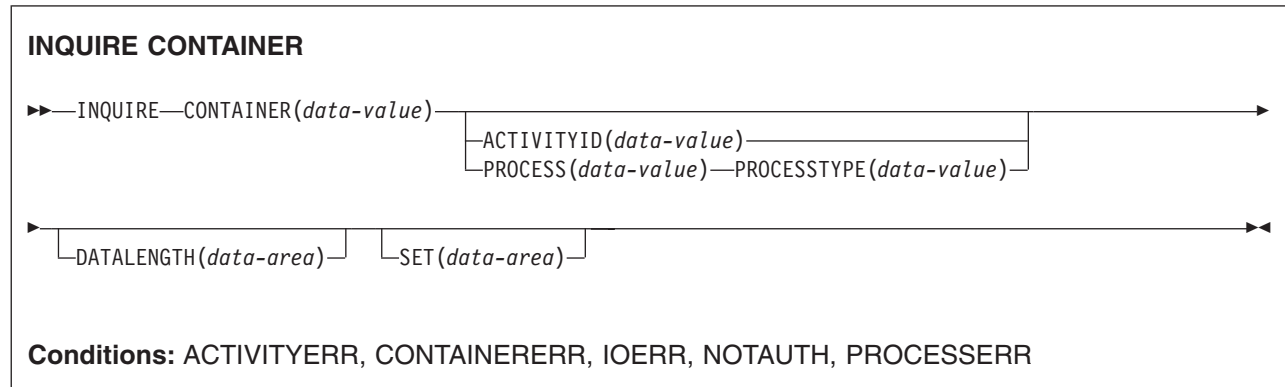 INQUIRE CONTAINER
INQUIRE CONTAINER(data-value)
ACTIVITYID(data-value)
PROCESS(data-value) PROCESSTYPE(data-value)
DATALENGTH(data-area) SET(data-area)
Conditions: ACTIVITYERR, CONTAINERERR, IOERR, NOTAUTH, PROCESSERR